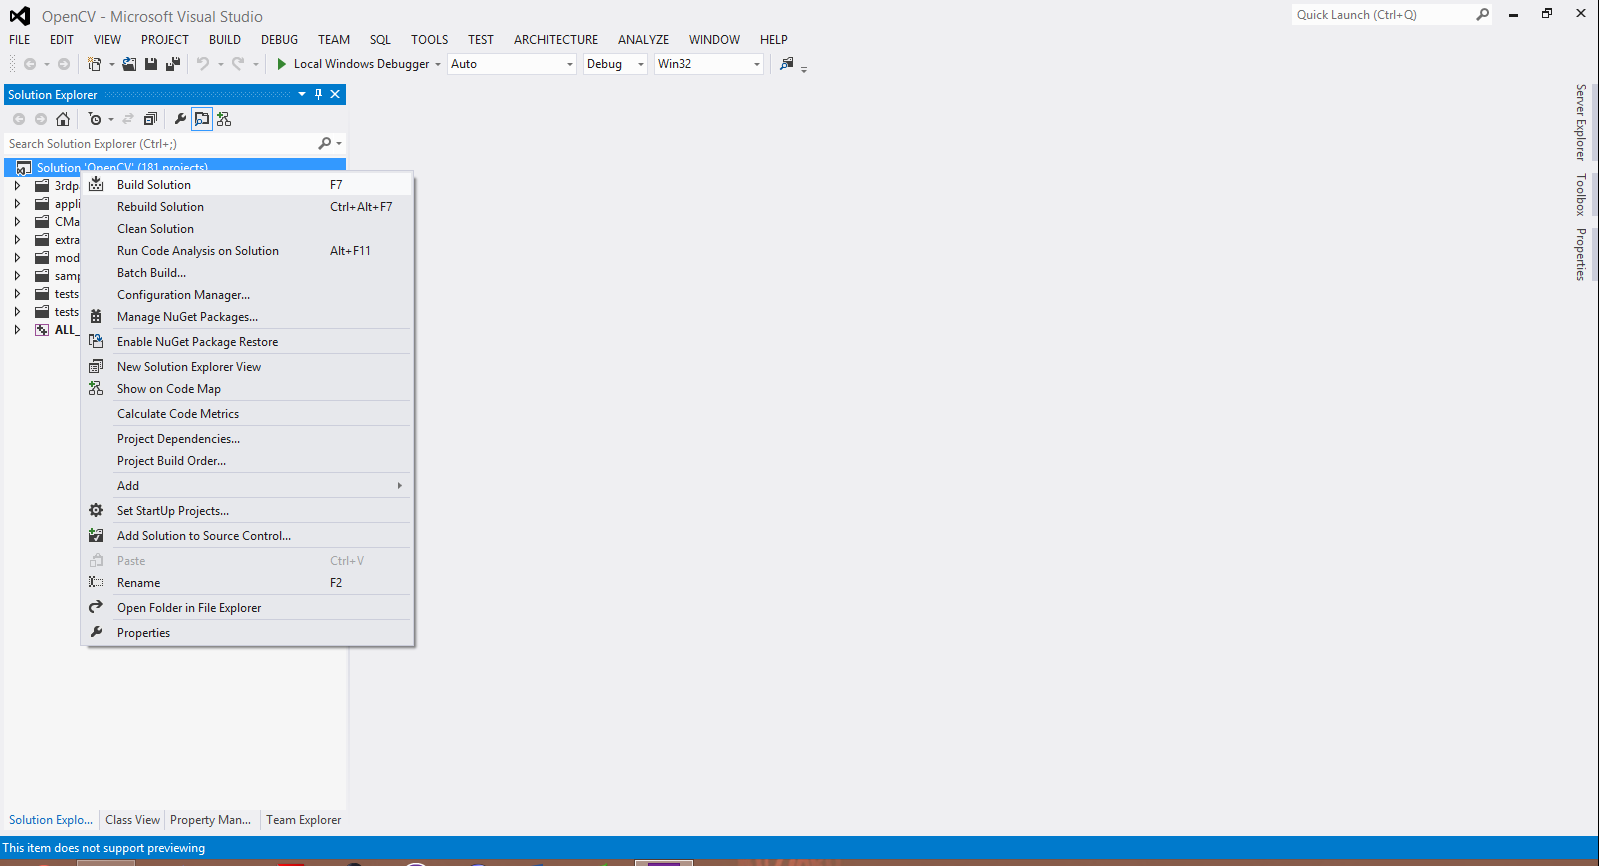 OpenCV - Microsoft Visual Studio
Quick Launch (Ctrl+Q)
FILE EDIT VIEW PROJECT BUILD DEBUG TEAM SQL TOOLS TEST ARCHITECTURE ANALYZE WINDOW HELP
Local Windows Debugger Auto Debug Win32
Solution Explorer
Search Solution Explorer (Ctrl+;)
Solution 'OpenCV' (181 projects)
3rdpa
appli
CMa
extra
mod
samp
tests
tests
ALL_
Build Solution F7
Rebuild Solution Ctrl+Alt+F7
Clean Solution
Run Code Analysis on Solution Alt+F11
Batch Build...
Configuration Manager...
Manage NuGet Packages...
Enable NuGet Package Restore
New Solution Explorer View
Show on Code Map
Calculate Code Metrics
Project Dependencies...
Project Build Order...
Add
Set StartUp Projects...
Add Solution to Source Control...
Paste Ctrl+V
Rename F2
Open Folder in File Explorer
Properties
Server Explorer
Toolbox
Properties
Solution Explo... Class View Property Man... Team Explorer
This item does not support previewing